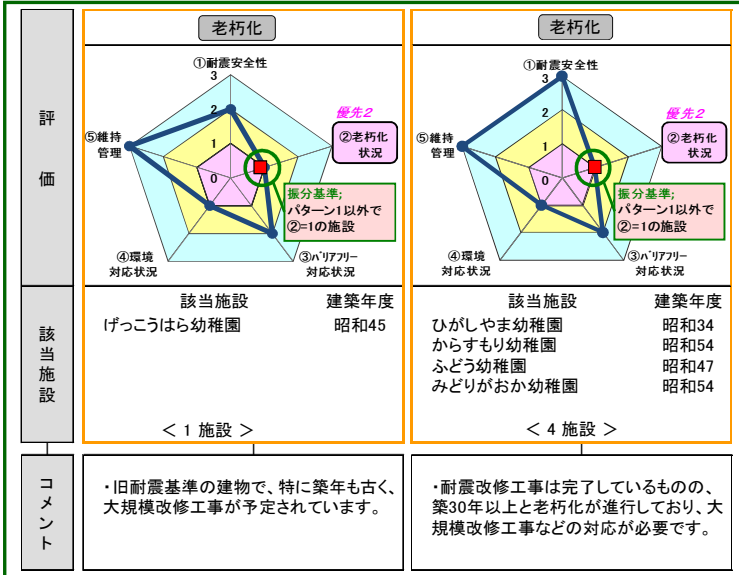 評価
老朽化
①耐震安全性
3
2
1
0
優先2
②老朽化
状況
⑤維持
管理
振分基準;
パターン1以外で
②=1の施設
④環境
対応状況
③バリアフリー
対応状況
老朽化
①耐震安全性
3
2
1
0
優先2
②老朽化
状況
⑤維持
管理
振分基準;
パターン1以外で
②=1の施設
④環境
対応状況
③バリアフリー
対応状況
該当施設
該当施設 建築年度
げっこうはら幼稚園 昭和45
＜ 1 施設 ＞
該当施設 建築年度
ひがしやま幼稚園 昭和34
からすもり幼稚園 昭和54
ふどう幼稚園 昭和47
みどりがおか幼稚園 昭和54
＜ 4 施設 ＞
コメント
・旧耐震基準の建物で、特に築年も古く、
大規模改修工事が予定されています。
・耐震改修工事は完了しているものの、
築30年以上と老朽化が進行しており、大
規模改修工事などの対応が必要です。